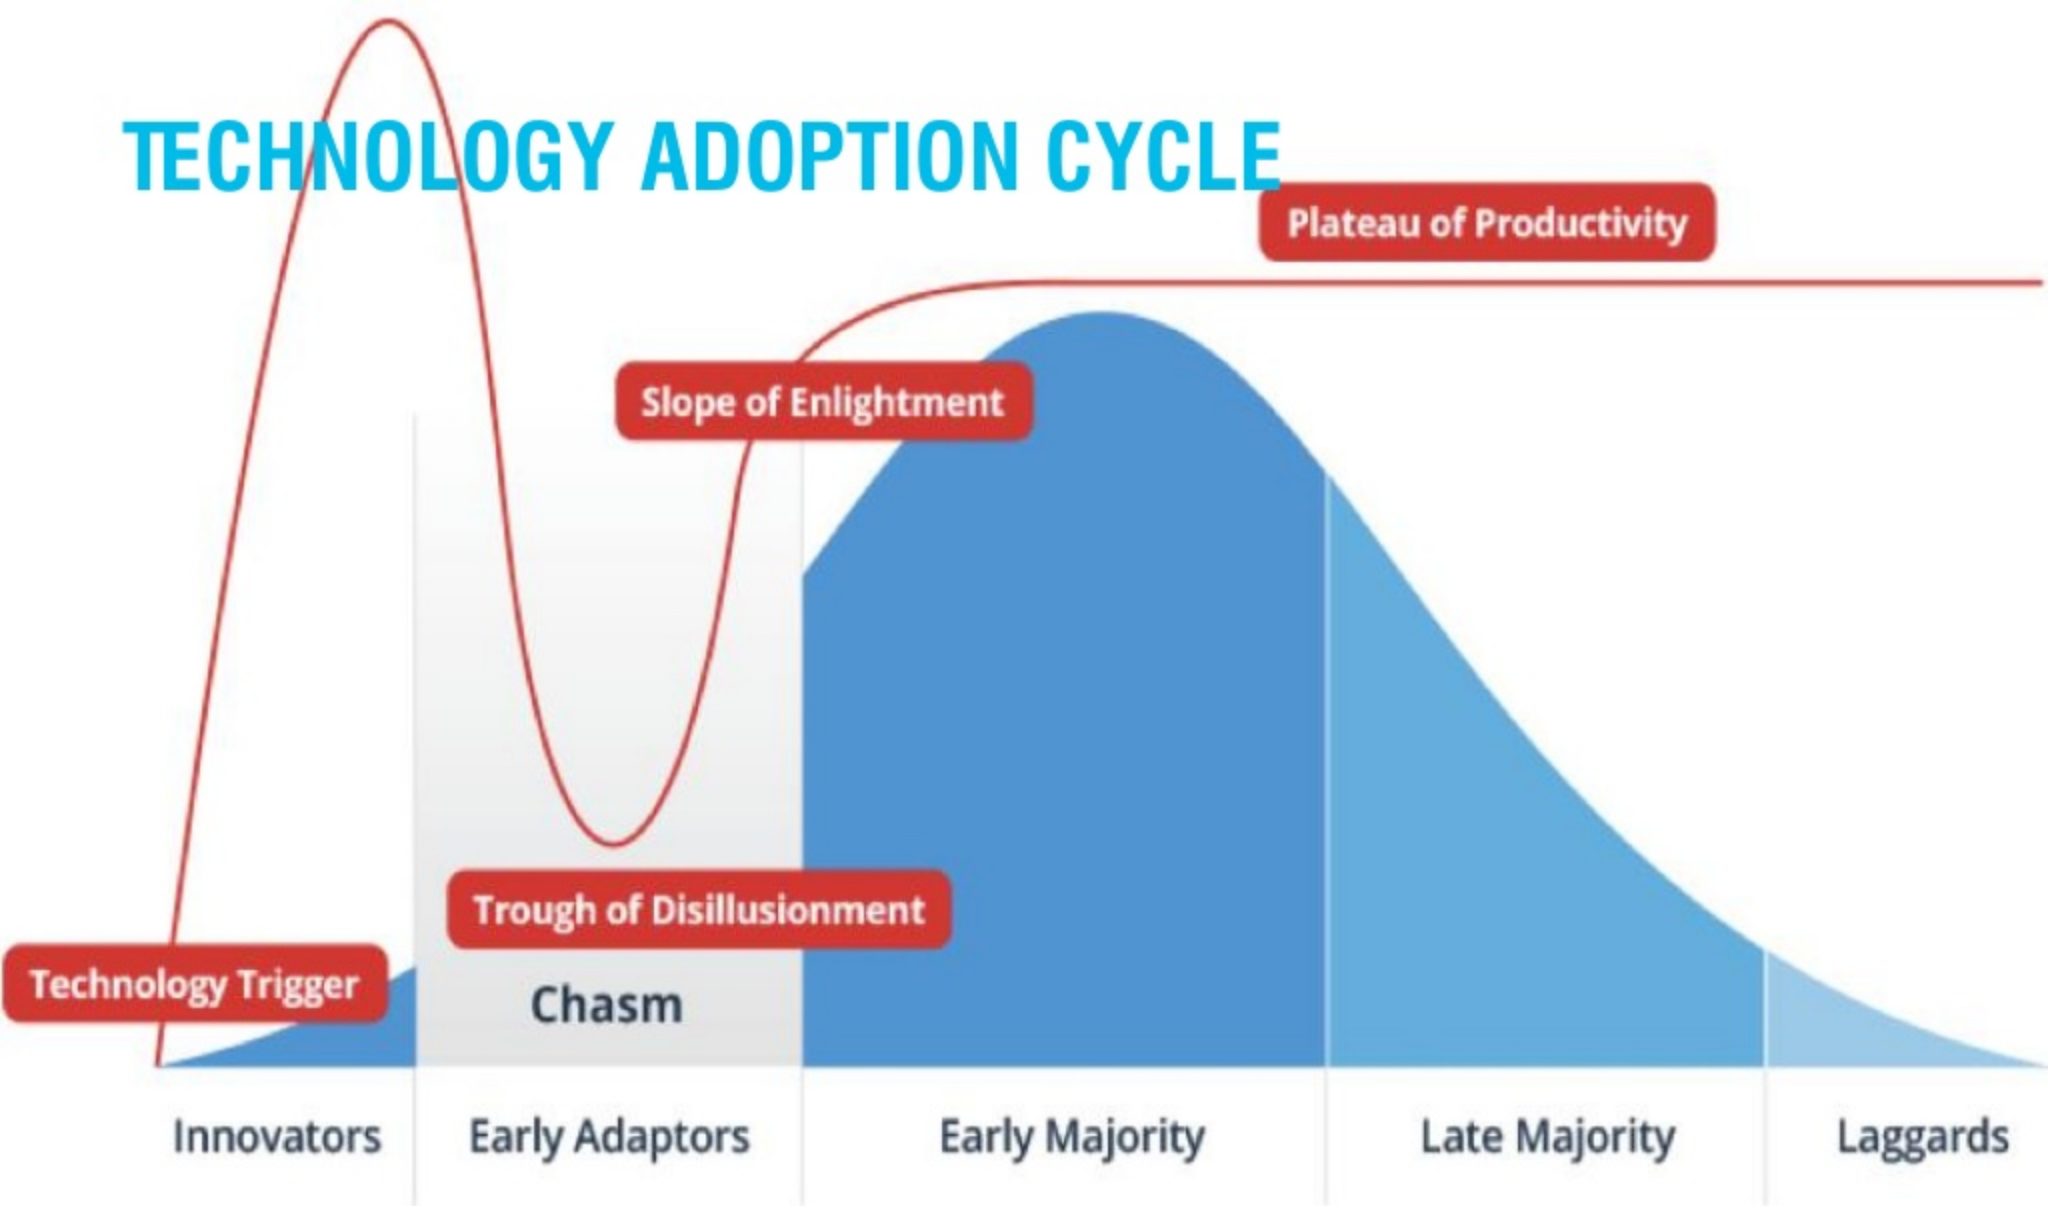 TECHNOLOGY ADOPTION CYCLE
Plateau of Productivity
Slope of Enlightment
Trough of Disillusionment
Technology Trigger
Chasm
Innovators
Early Adaptors
Early Majority
Late Majority
Laggards